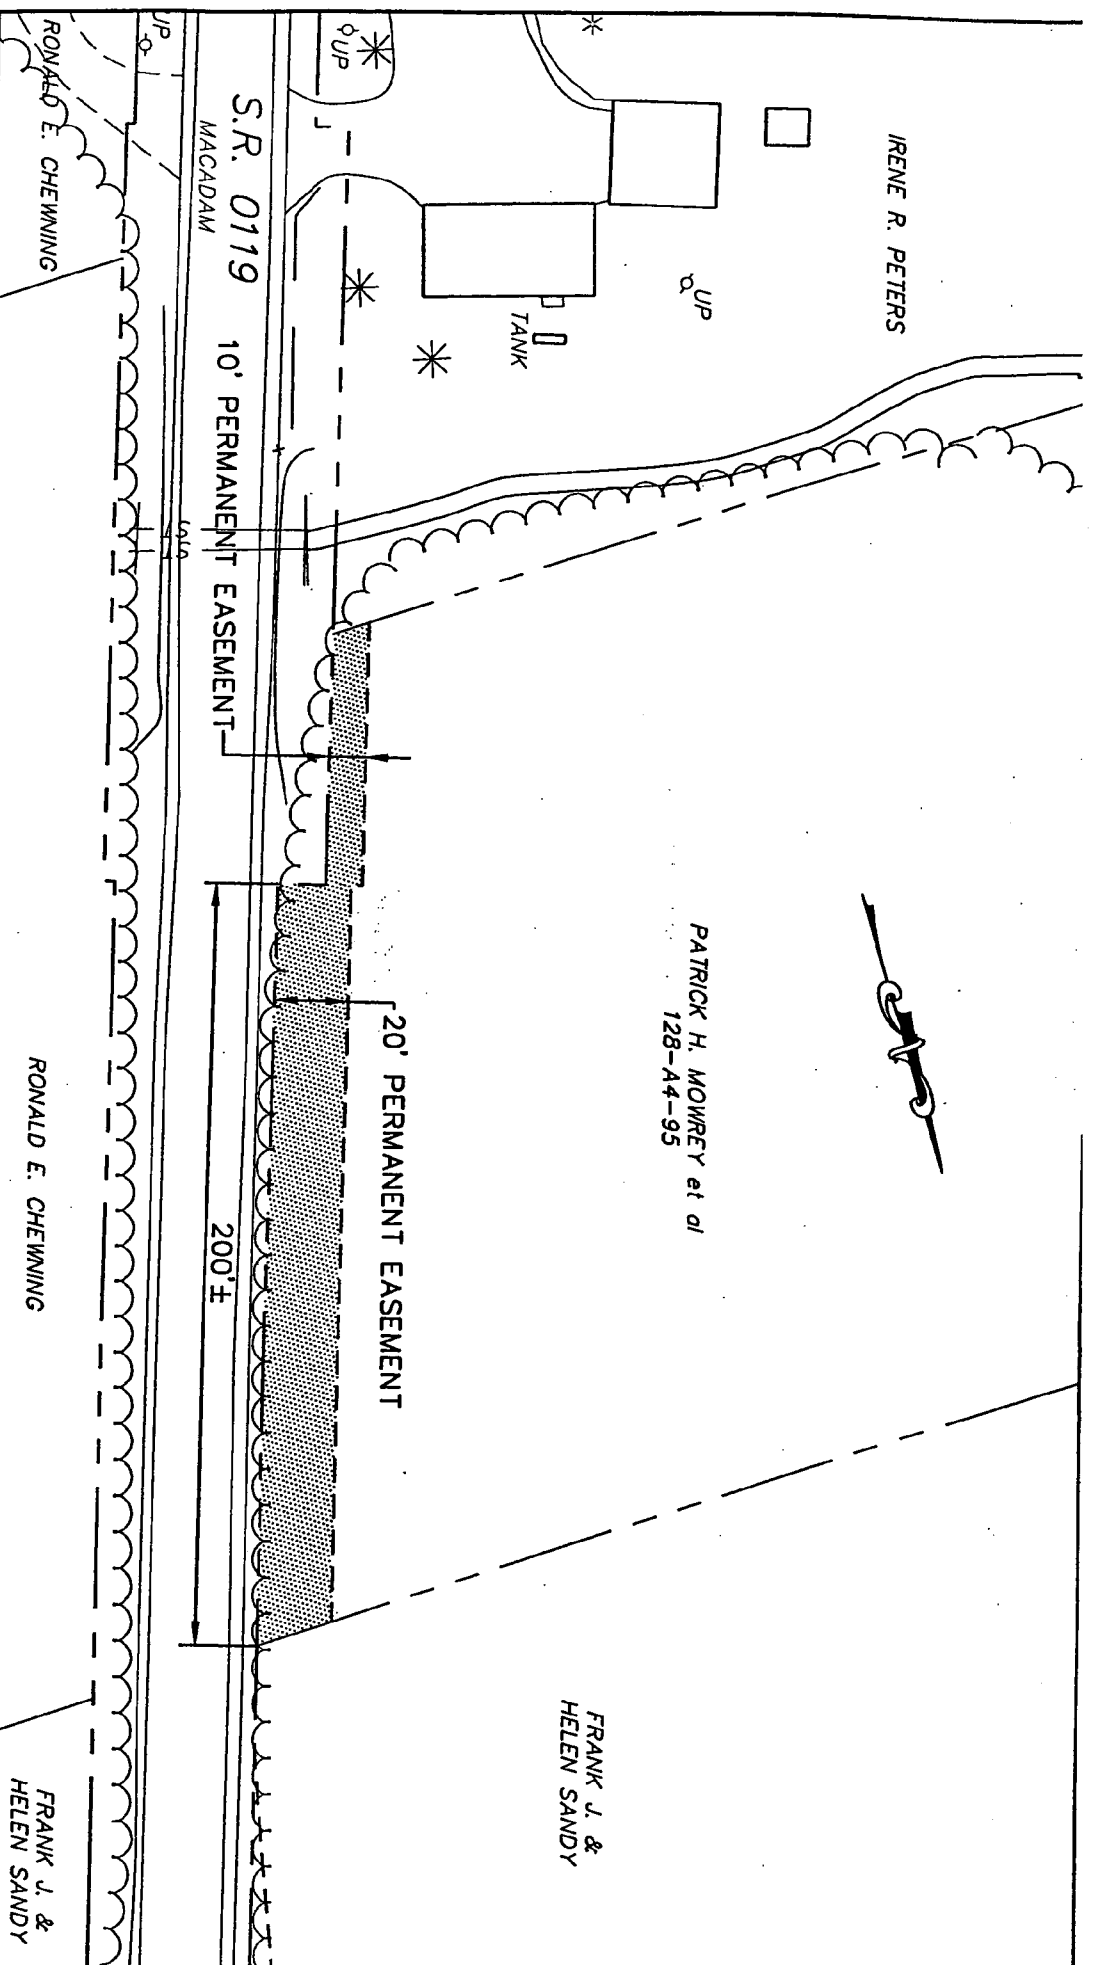 IRENE R. PETERS
UP
UP
UP
TANK
S.R. 0119
MACADAM
RONALD E. CHEWNING
10' PERMANENT EASEMENT
20' PERMANENT EASEMENT
200'±
PATRICK H. MOWREY et al
128-A4-95
RONALD E. CHEWNING
FRANK J. &
HELEN SANDY
FRANK J. &
HELEN SANDY